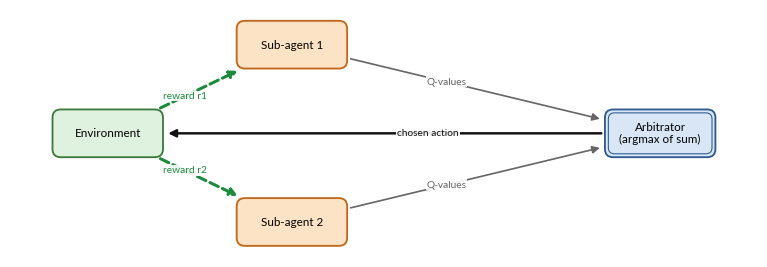 Sub-agent 1
Q-values
reward r1
Environment
chosen action
Arbitrator
(argmax of sum)
reward r2
Q-values
Sub-agent 2